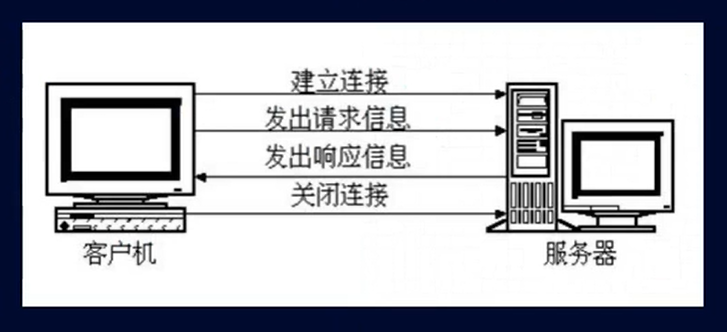 建立连接
发出请求信息
发出响应信息
关闭连接
客户机
服务器